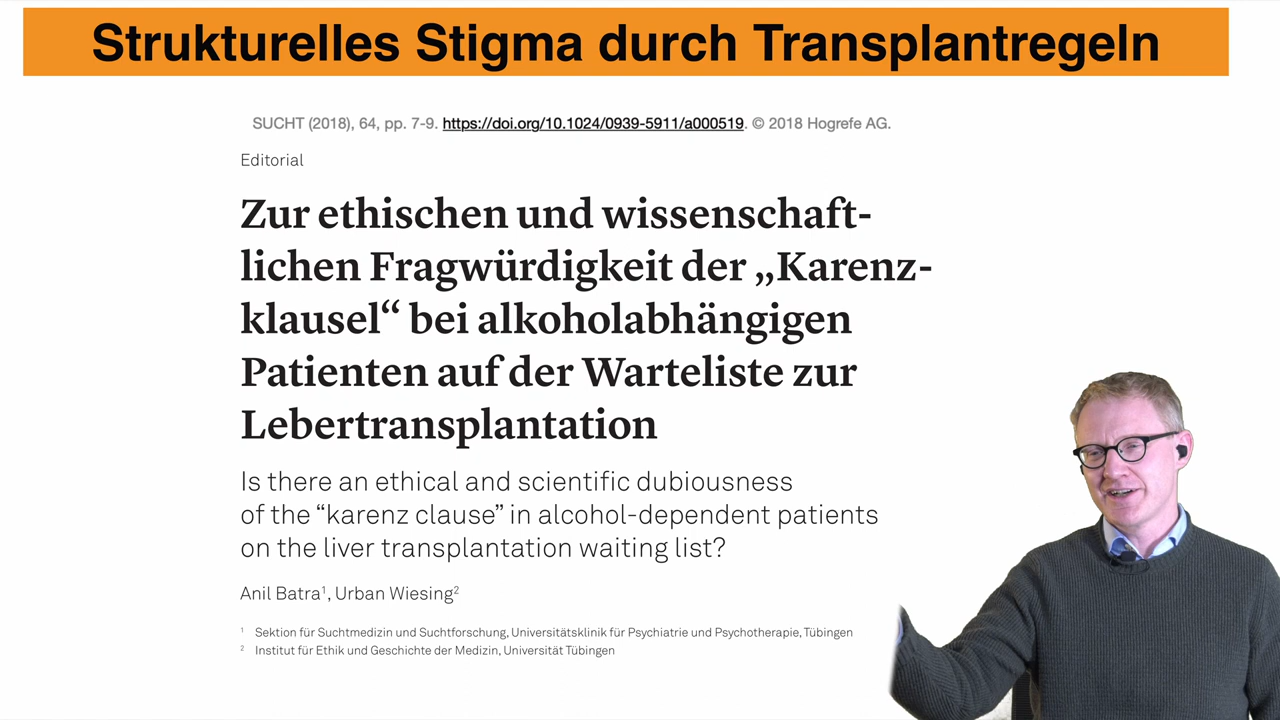 Strukturelles Stigma durch Transplantregeln
SUCHT (2018), 64, pp. 7-9. https://doi.org/10.1024/0939-5911/a000519. © 2018 Hogrefe AG.
Editorial
Zur ethischen und wissenschaft-
lichen Fragwürdigkeit der „Karenz-
klausel“ bei alkoholabhängigen
Patienten auf der Warteliste zur
Lebertransplantation
Is there an ethical and scientific dubiousness
of the “karenz clause” in alcohol-dependent patients
on the liver transplantation waiting list?
Anil Batra¹, Urban Wiesing²
¹ Sektion für Suchtmedizin und Suchtforschung, Universitätsklinik für Psychiatrie und Psychotherapie, Tübingen
² Institut für Ethik und Geschichte der Medizin, Universität Tübingen